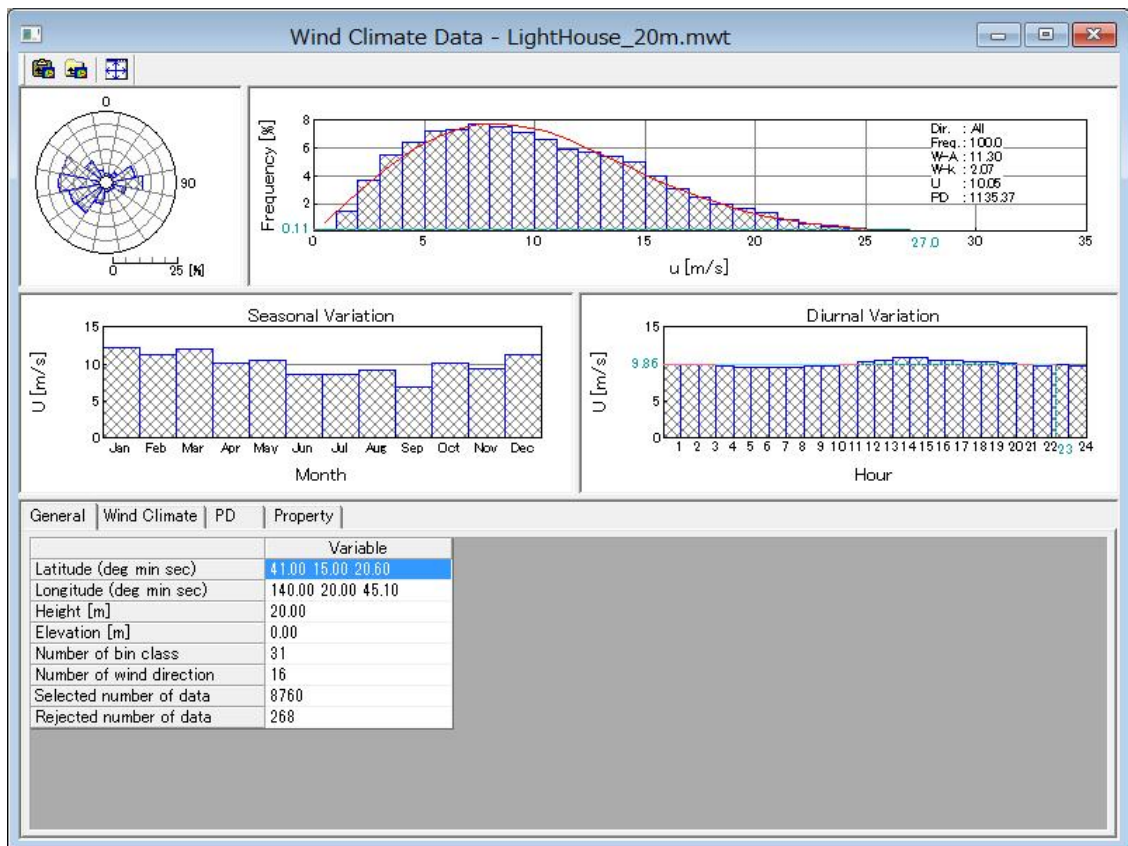 Wind Climate Data - LightHouse_20m.mwt
0
90
0 25 [%]
Frequency [%]
8
6
4
2
0.11
0 5 10 15 20 25 27.0 30 35
u [m/s]
Dir. : All
Freq. : 100.0
W-A : 11.30
W-k : 2.07
U : 10.05
PD : 1135.37
Seasonal Variation
U [m/s]
15
10
5
0
Jan Feb Mar Apr May Jun Jul Aug Sep Oct Nov Dec
Month
Diurnal Variation
U [m/s]
15
9.86
5
0
1 2 3 4 5 6 7 8 9 10 11 12 13 14 15 16 17 18 19 20 21 22 23 24
Hour
General Wind Climate PD Property
Variable
Latitude (deg min sec) 41.00 15.00 20.60
Longitude (deg min sec) 140.00 20.00 45.10
Height [m] 20.00
Elevation [m] 0.00
Number of bin class 31
Number of wind direction 16
Selected number of data 8760
Rejected number of data 268